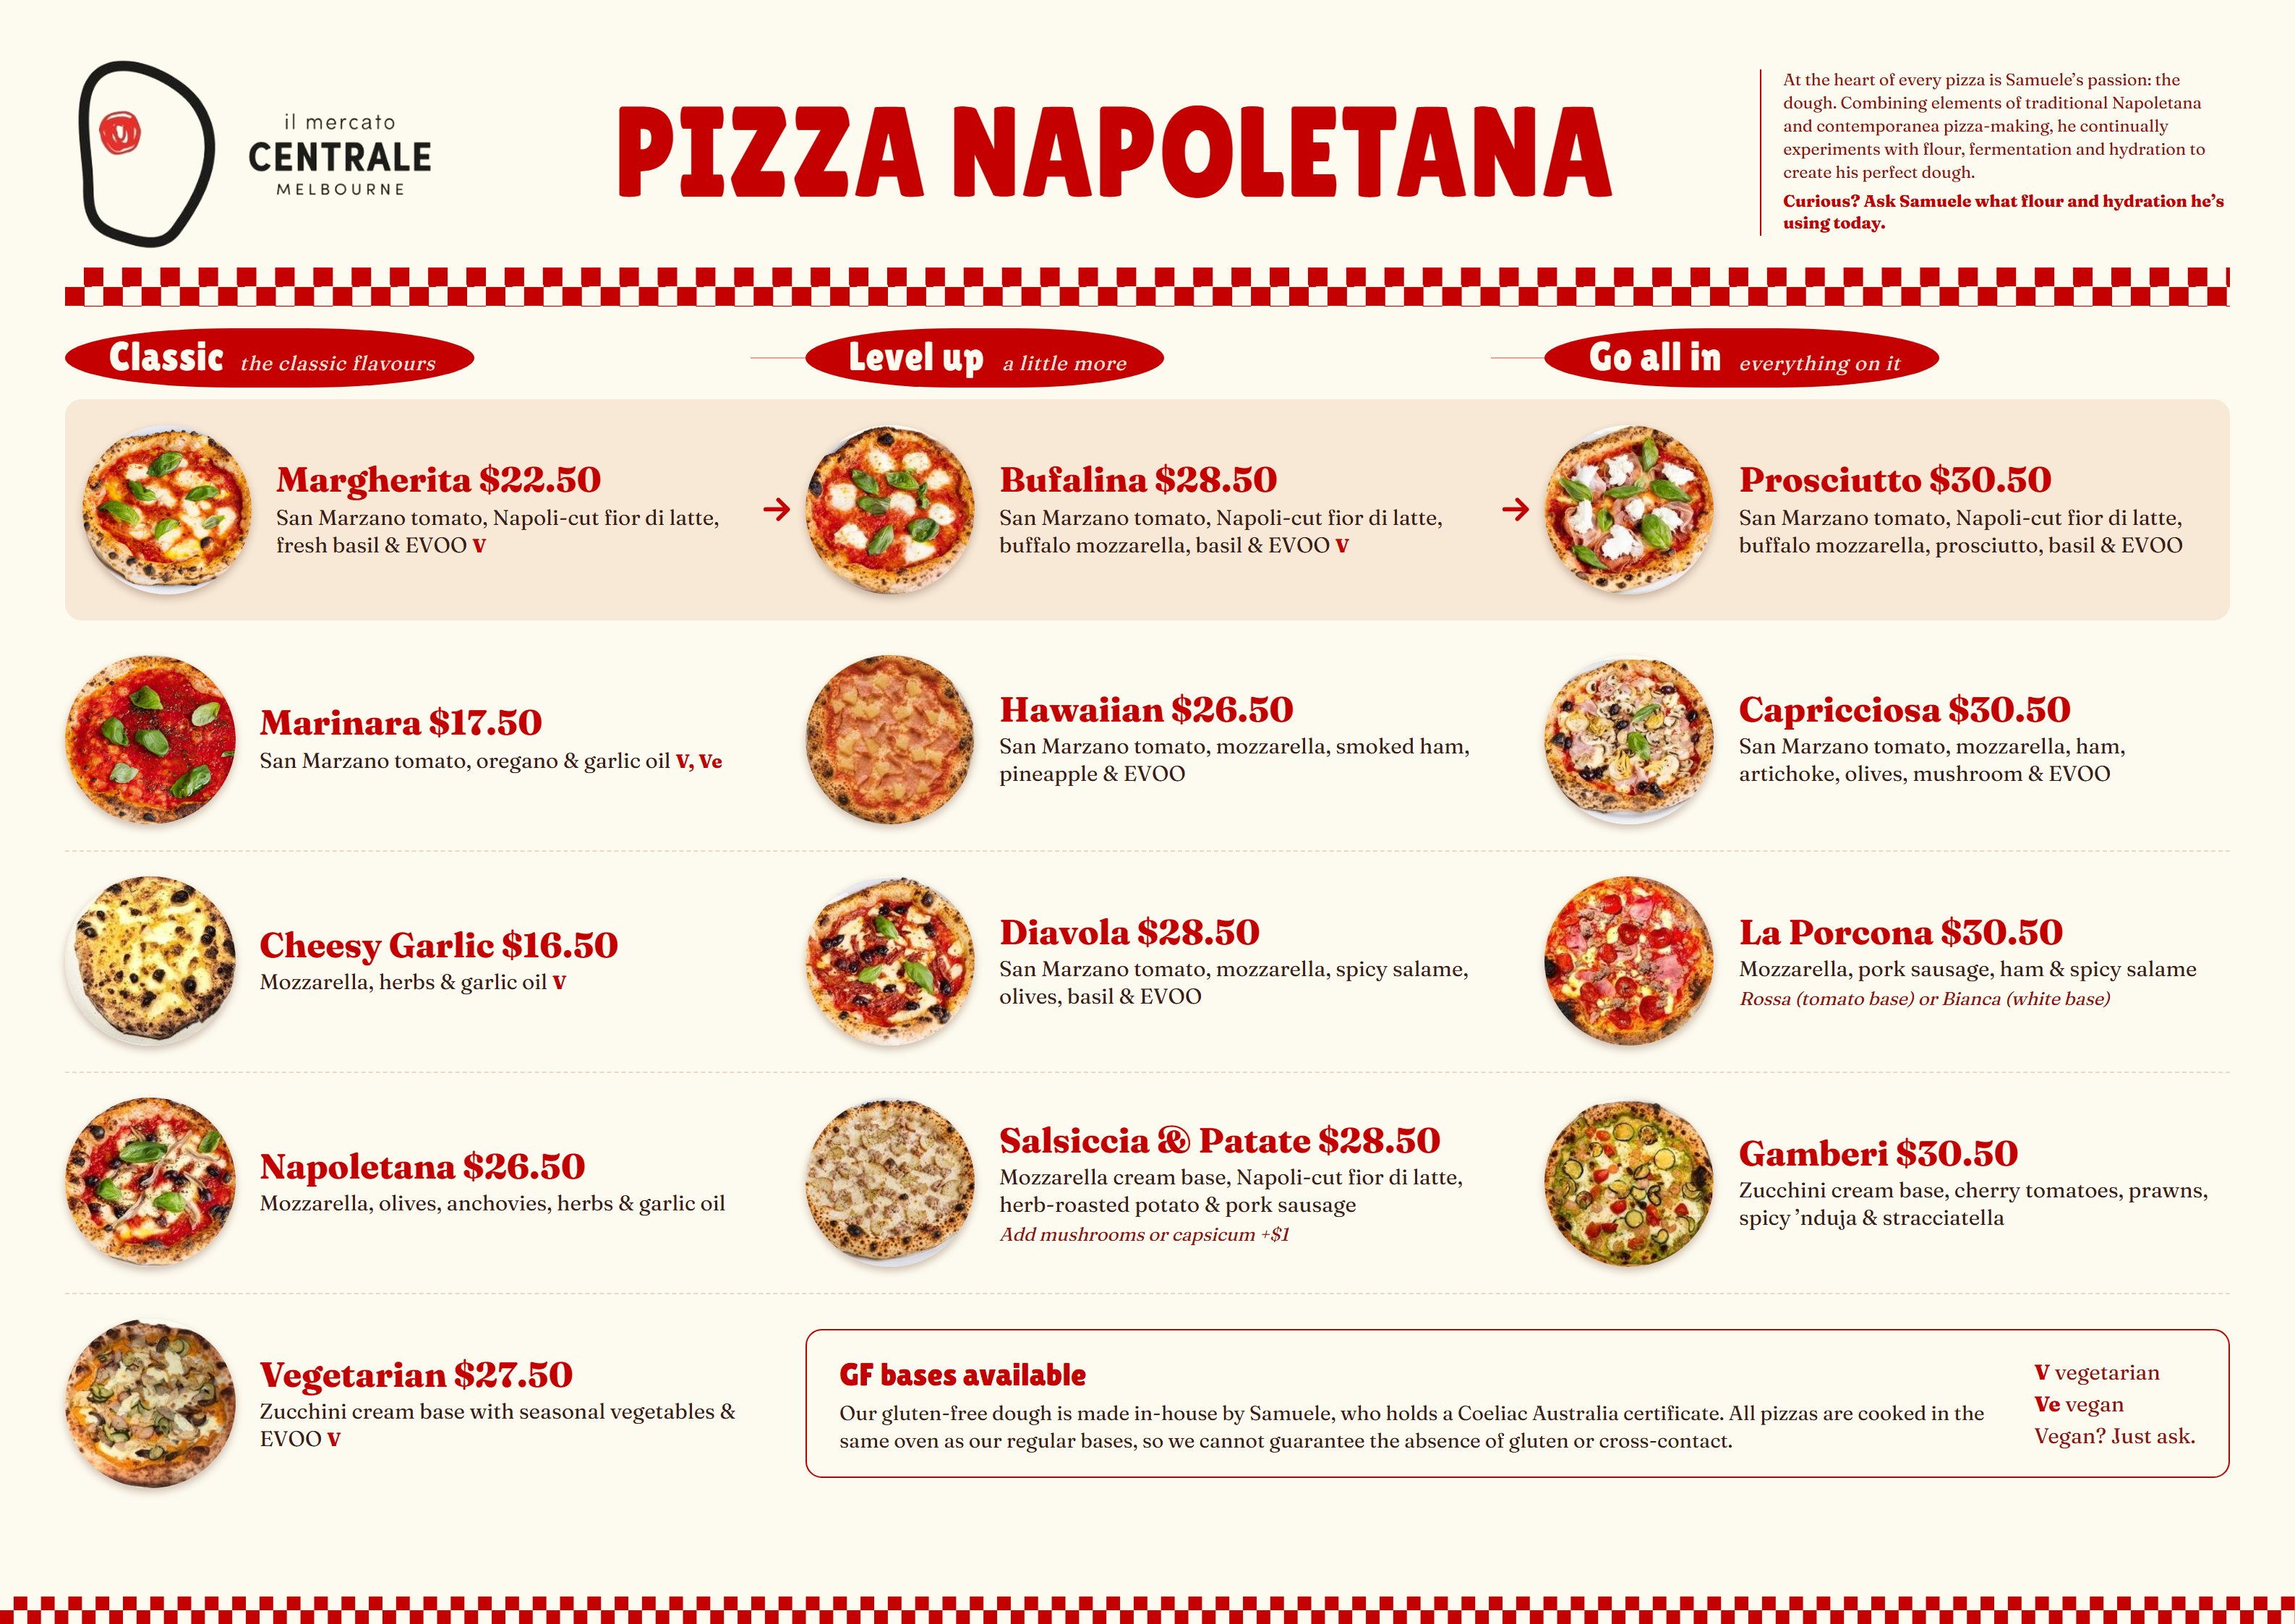 il mercato
CENTRALE
MELBOURNE
PIZZA NAPOLETANA
At the heart of every pizza is Samuele’s passion: the
dough. Combining elements of traditional Napoletana
and contemporanea pizza-making, he continually
experiments with flour, fermentation and hydration to
create his perfect dough.
Curious? Ask Samuele what flour and hydration he’s
using today.
Classic the classic flavours
Level up a little more
Go all in everything on it
Margherita $22.50
San Marzano tomato, Napoli-cut fior di latte,
fresh basil & EVOO V
→
Bufalina $28.50
San Marzano tomato, Napoli-cut fior di latte,
buffalo mozzarella, basil & EVOO V
→
Prosciutto $30.50
San Marzano tomato, Napoli-cut fior di latte,
buffalo mozzarella, prosciutto, basil & EVOO
Marinara $17.50
San Marzano tomato, oregano & garlic oil V, Ve
Hawaiian $26.50
San Marzano tomato, mozzarella, smoked ham,
pineapple & EVOO
Capricciosa $30.50
San Marzano tomato, mozzarella, ham,
artichoke, olives, mushroom & EVOO
Cheesy Garlic $16.50
Mozzarella, herbs & garlic oil V
Diavola $28.50
San Marzano tomato, mozzarella, spicy salame,
olives, basil & EVOO
La Porcona $30.50
Mozzarella, pork sausage, ham & spicy salame
Rossa (tomato base) or Bianca (white base)
Napoletana $26.50
Mozzarella, olives, anchovies, herbs & garlic oil
Salsiccia & Patate $28.50
Mozzarella cream base, Napoli-cut fior di latte,
herb-roasted potato & pork sausage
Add mushrooms or capsicum +$1
Gamberi $30.50
Zucchini cream base, cherry tomatoes, prawns,
spicy ’nduja & stracciatella
Vegetarian $27.50
Zucchini cream base with seasonal vegetables &
EVOO V
GF bases available
Our gluten-free dough is made in-house by Samuele, who holds a Coeliac Australia certificate. All pizzas are cooked in the
same oven as our regular bases, so we cannot guarantee the absence of gluten or cross-contact.
V vegetarian
Ve vegan
Vegan? Just ask.